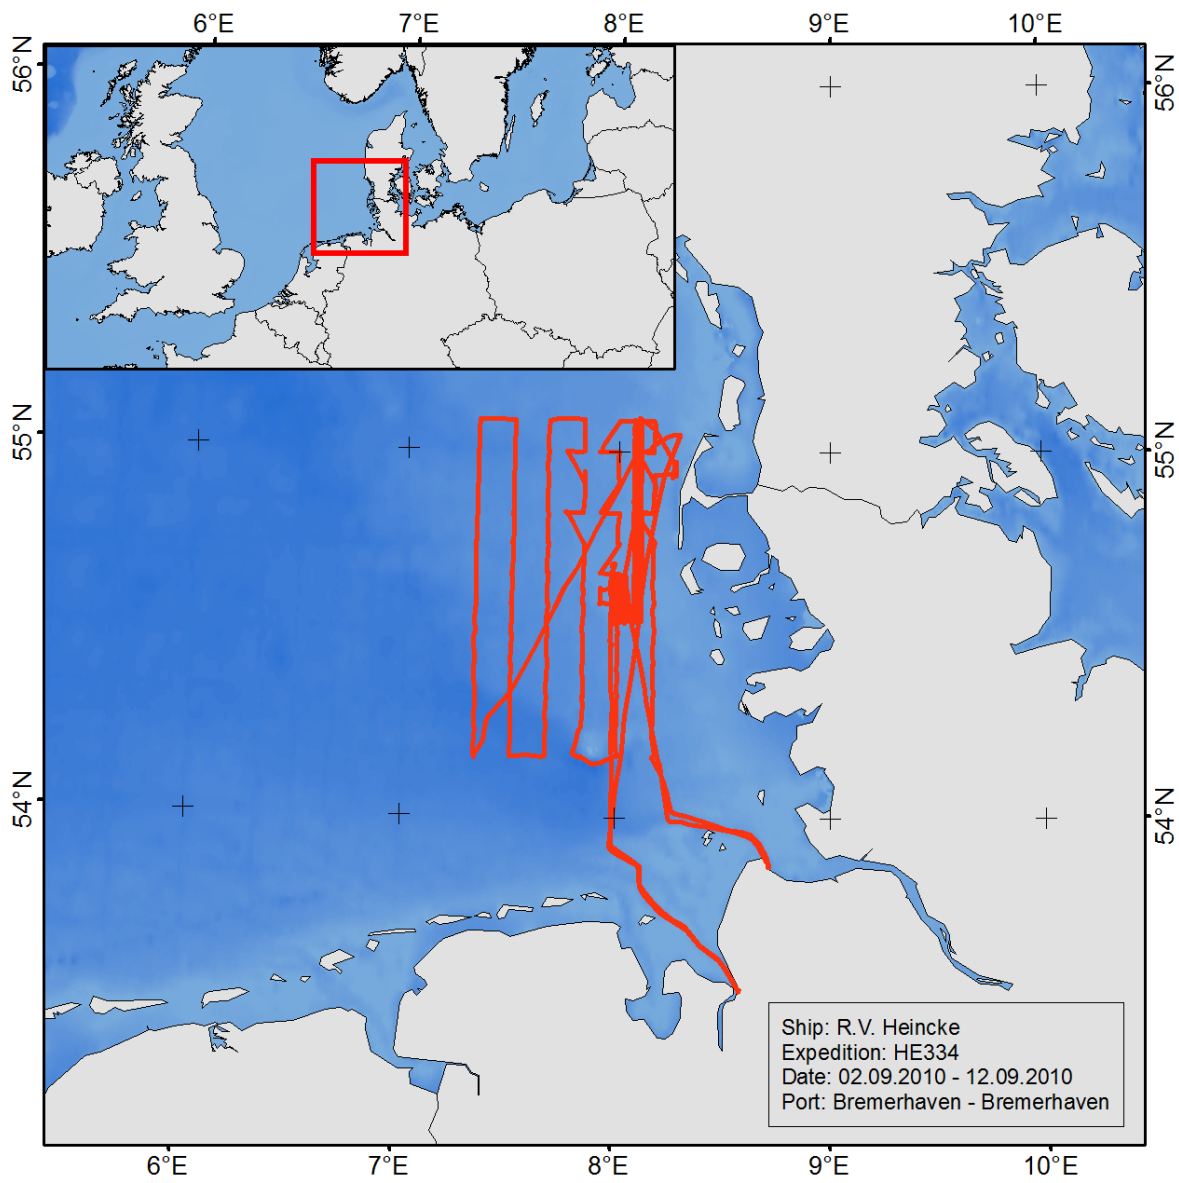 6°E 7°E 8°E 9°E 10°E
56°N 56°N
55°N 55°N
54°N 54°N
Ship: R.V. Heincke
Expedition: HE334
Date: 02.09.2010 - 12.09.2010
Port: Bremerhaven - Bremerhaven
6°E 7°E 8°E 9°E 10°E